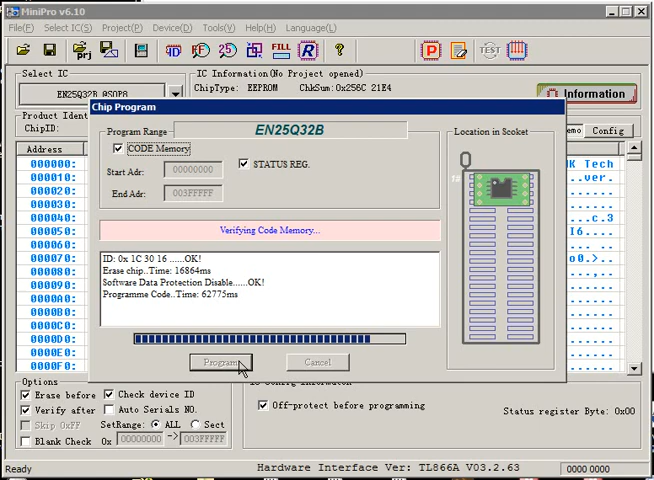 MiniPro v6.10
File(F) Select IC(S) Project(P) Device(D) Tools(V) Help(H) Language(L)
Select IC
EN25Q32B @SOP8
IC Information(No Project opened)
ChipType: EEPROM ChkSum: 0x256C 21E4
Information
Product Ident
ChipID:
Config
Address
000000:
000010:
000020:
000030:
000040:
000050:
000060:
000070:
000080:
000090:
0000A0:
0000B0:
0000C0:
0000D0:
0000E0:
0000F0:
K Tech
...ver.
Chip Program
Program Range
EN25Q32B
CODE Memory
STATUS REG.
Start Adr: 00000000
End Adr: 003FFFFF
Location in Scoket
1#
Verifying Code Memory...
ID: 0x 1C 30 16 ......OK!
Erase chip..Time: 16864ms
Software Data Protection Disable......OK!
Programme Code..Time: 62775ms
Program
Cancel
Options
Erase before
Check device ID
Verify after
Auto Serials NO.
Skip 0xFF
SetRange: ALL Sect
Blank Check
0x 00000000 -> 003FFFFF
Off-protect before programming
Status register Byte: 0x00
Ready
Hardware Interface Ver: TL866A V03.2.63
0000 0000